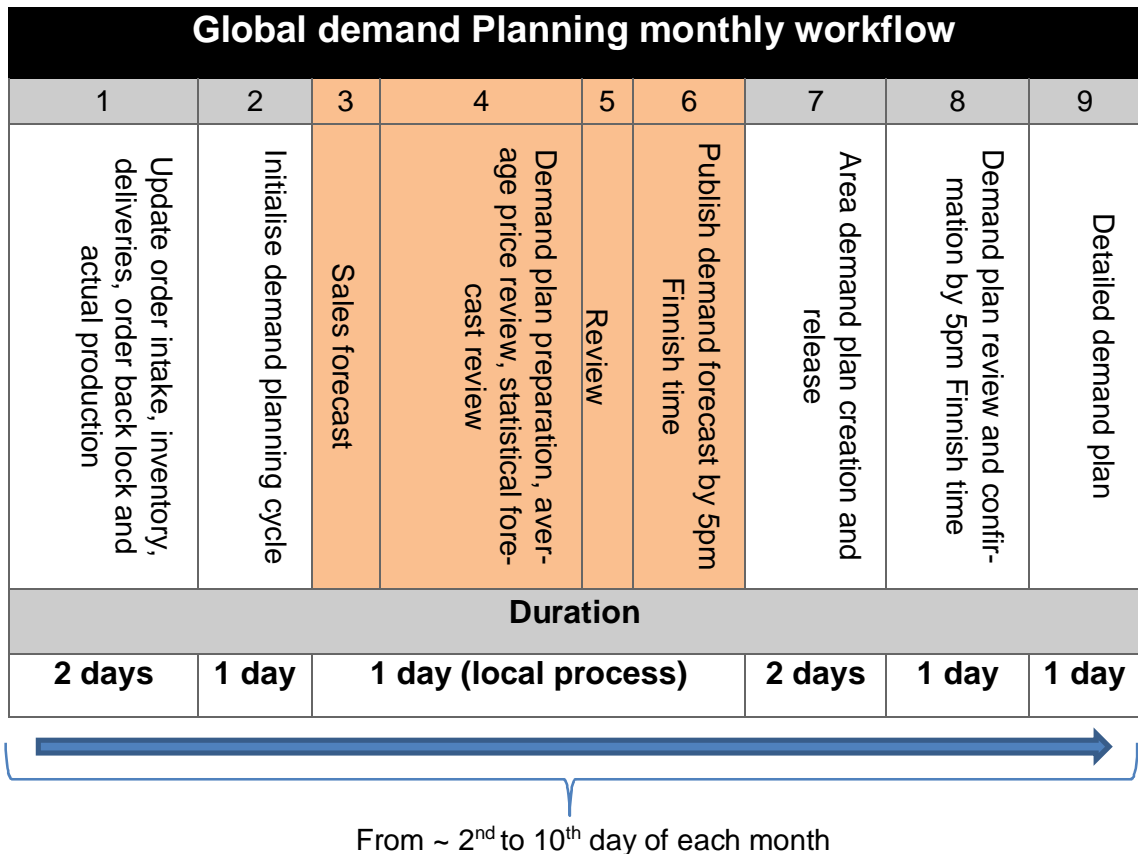 Global demand Planning monthly workflow
1
2
3
4
5
6
7
8
9
Update order intake, inventory,
deliveries, order back lock and
actual production
Initialise demand planning cycle
Sales forecast
Demand plan preparation, aver-
age price review, statistical fore-
cast review
Review
Publish demand forecast by 5pm
Finnish time
Area demand plan creation and
release
Demand plan review and confir-
mation by 5pm Finnish time
Detailed demand plan
Duration
2 days
1 day
1 day (local process)
2 days
1 day
1 day
From ~ 2nd to 10th day of each month